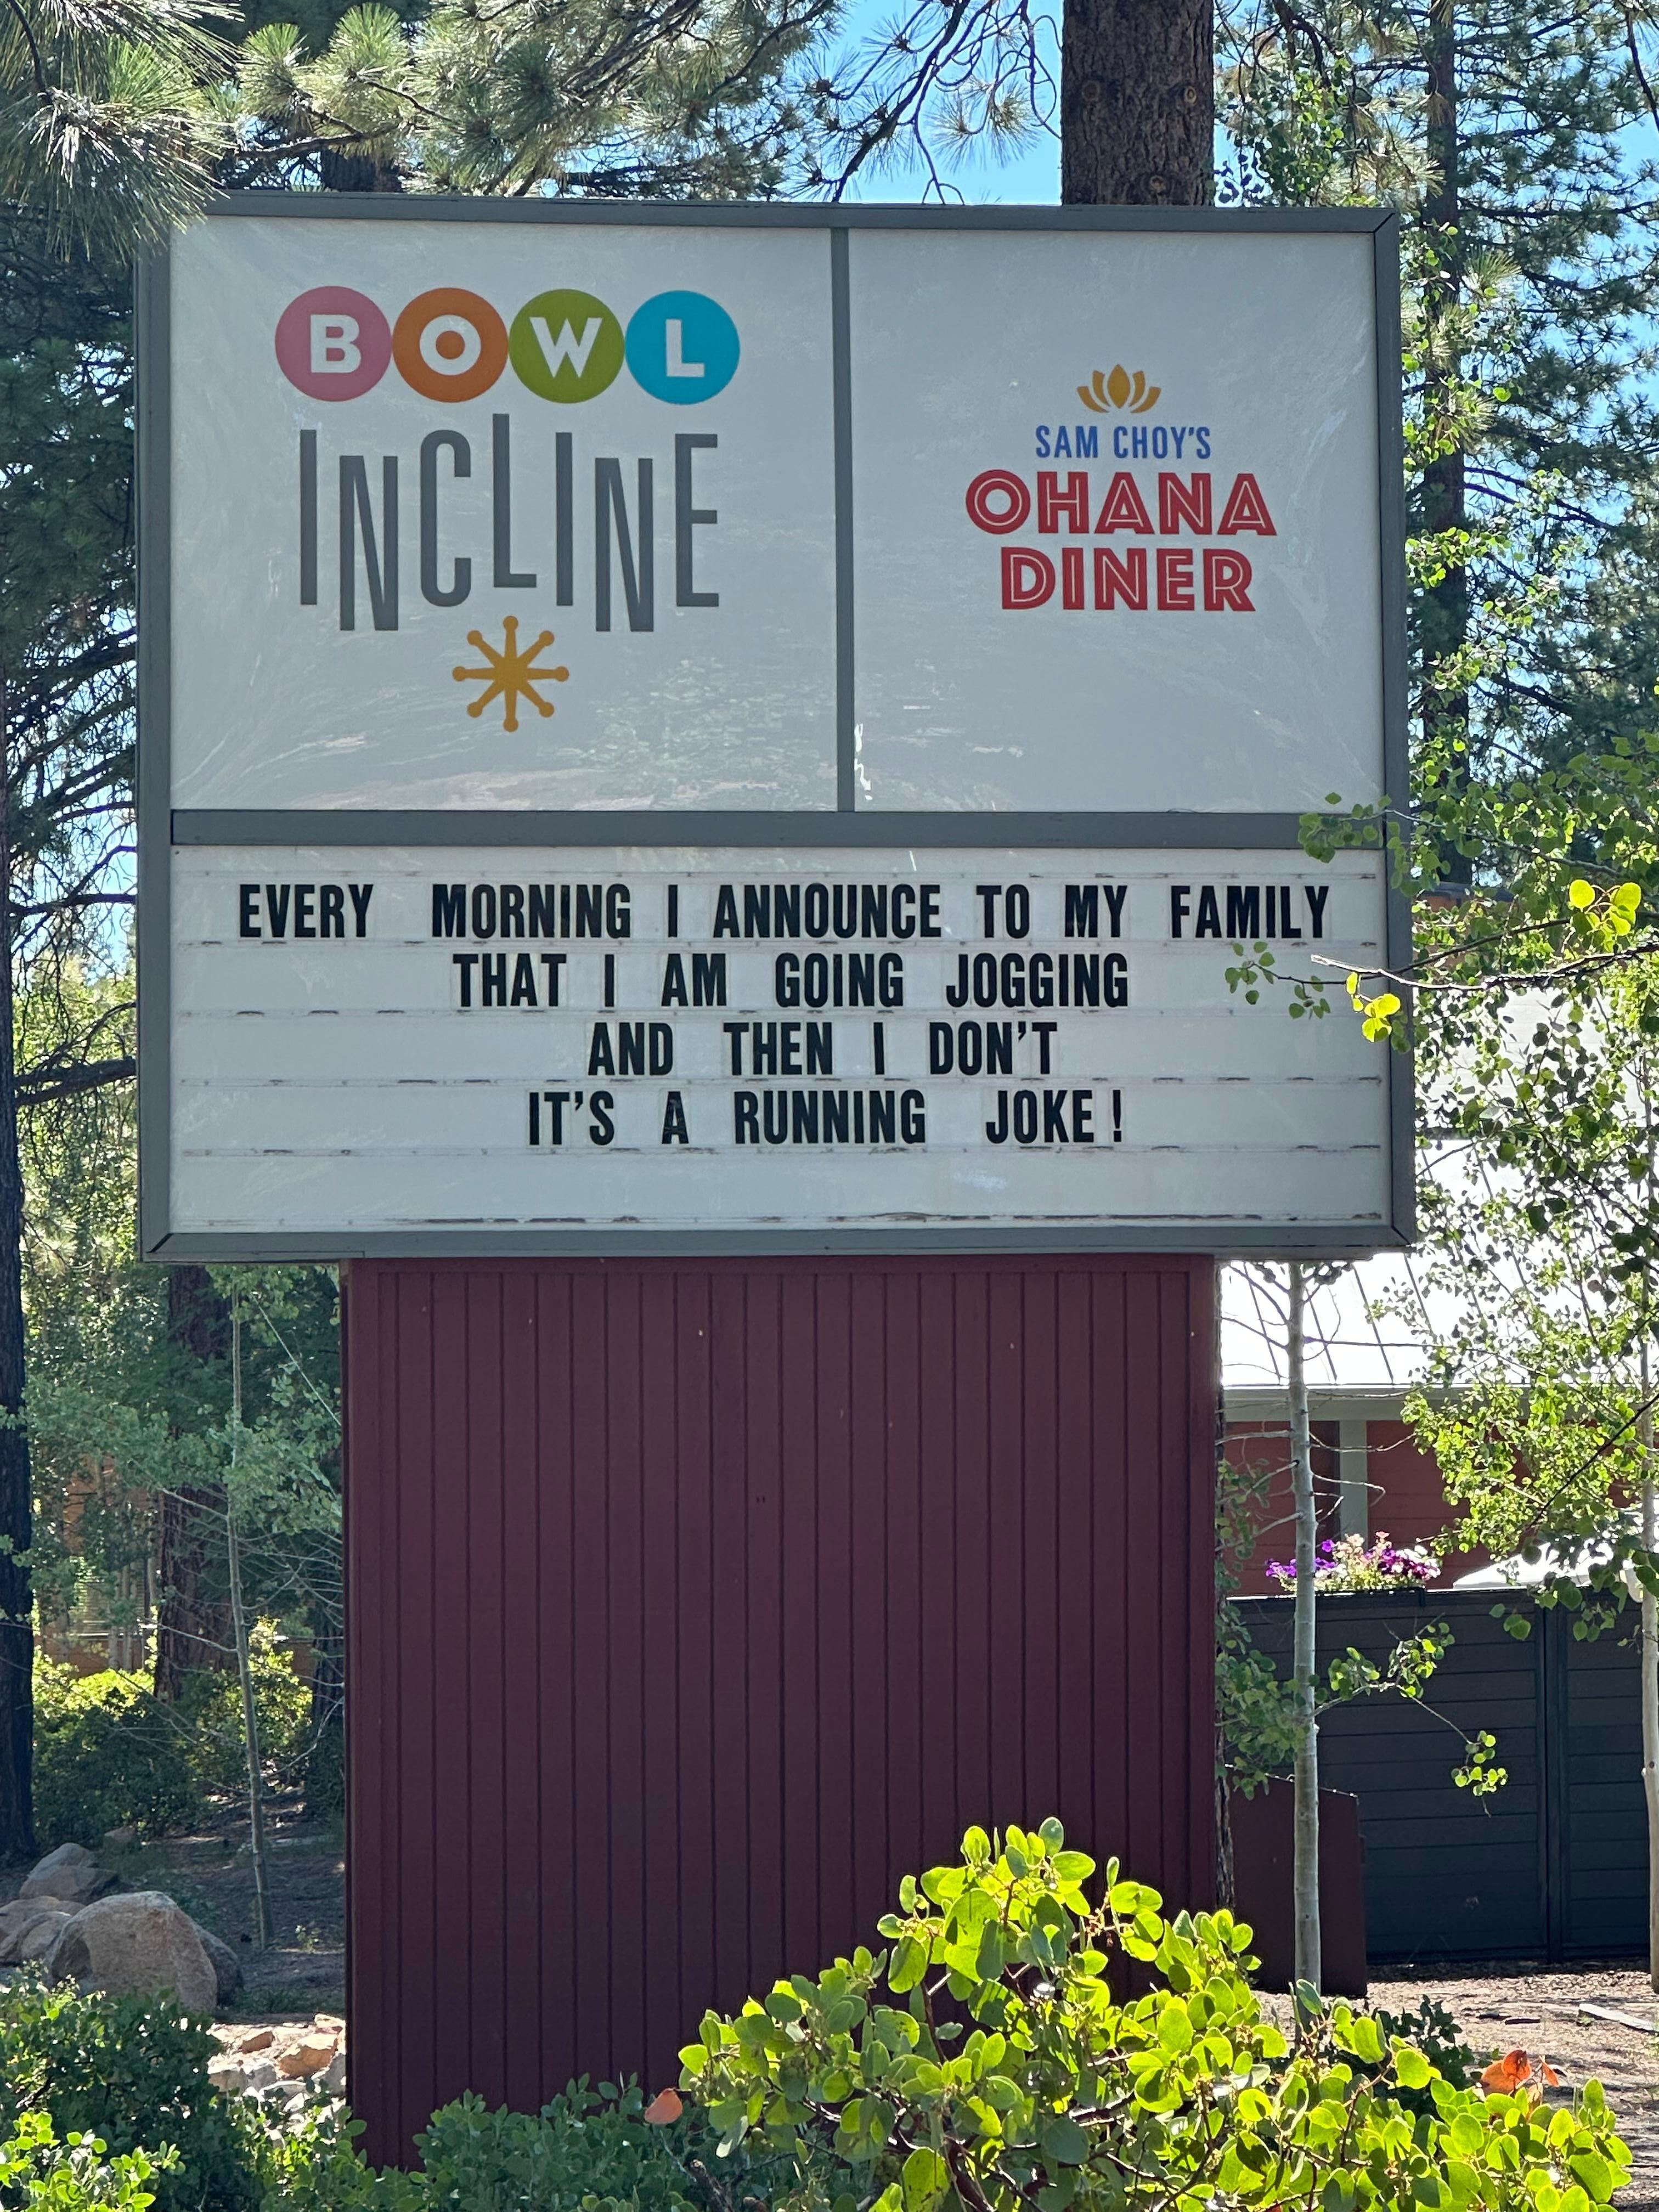 BOWL
INCLINE
SAM CHOY'S
OHANA
DINER
EVERY MORNING I ANNOUNCE TO MY FAMILY
THAT I AM GOING JOGGING
AND THEN I DON'T
IT'S A RUNNING JOKE!